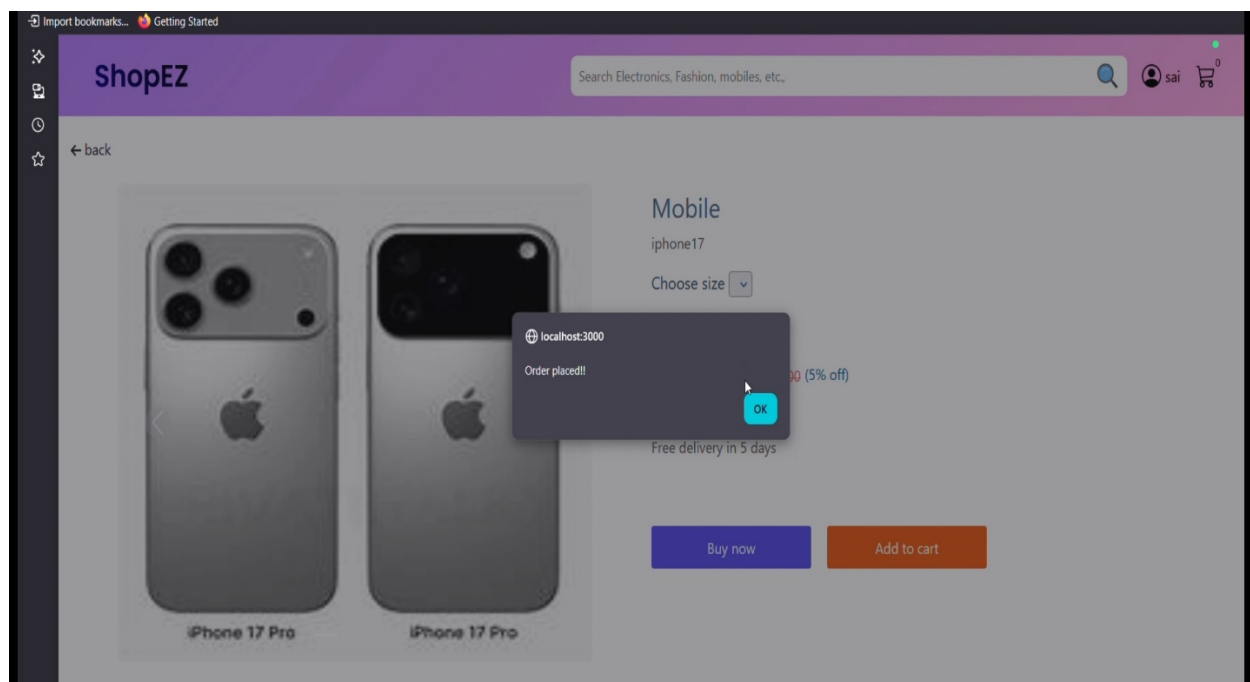 Import bookmarks... Getting Started
ShopEZ
Search Electronics, Fashion, mobiles, etc.,
sai
0
← back
Mobile
iphone17
Choose size
localhost:3000
Order placed!!
(5% off)
OK
Free delivery in 5 days
Buy now
Add to cart
iPhone 17 Pro
iPhone 17 Pro